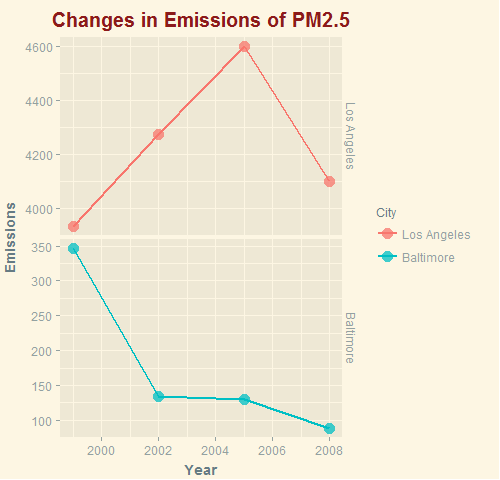 Changes in Emissions of PM2.5
4600
4400
4200
4000
Los Angeles
350
300
250
200
150
100
Baltimore
Emissions
2000 2002 2004 2006 2008
Year
City
Los Angeles
Baltimore